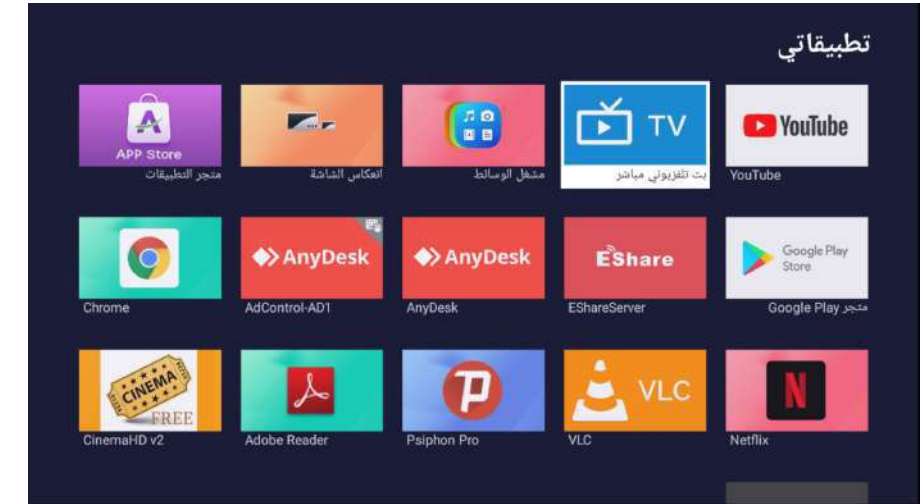 تطبيقاتي
YouTube
YouTube
TV
بث تلفزيوني مباشر
مشغل الوسائط
انعكاس الشاشة
APP Store
متجر التطبيقات
Google Play
Store
متجر Google Play
EShare
EShareServer
AnyDesk
AnyDesk
AnyDesk
AdControl-AD1
Chrome
Netflix
VLC
VLC
Psiphon Pro
Adobe Reader
CINEMA
FREE
CinemaHD v2